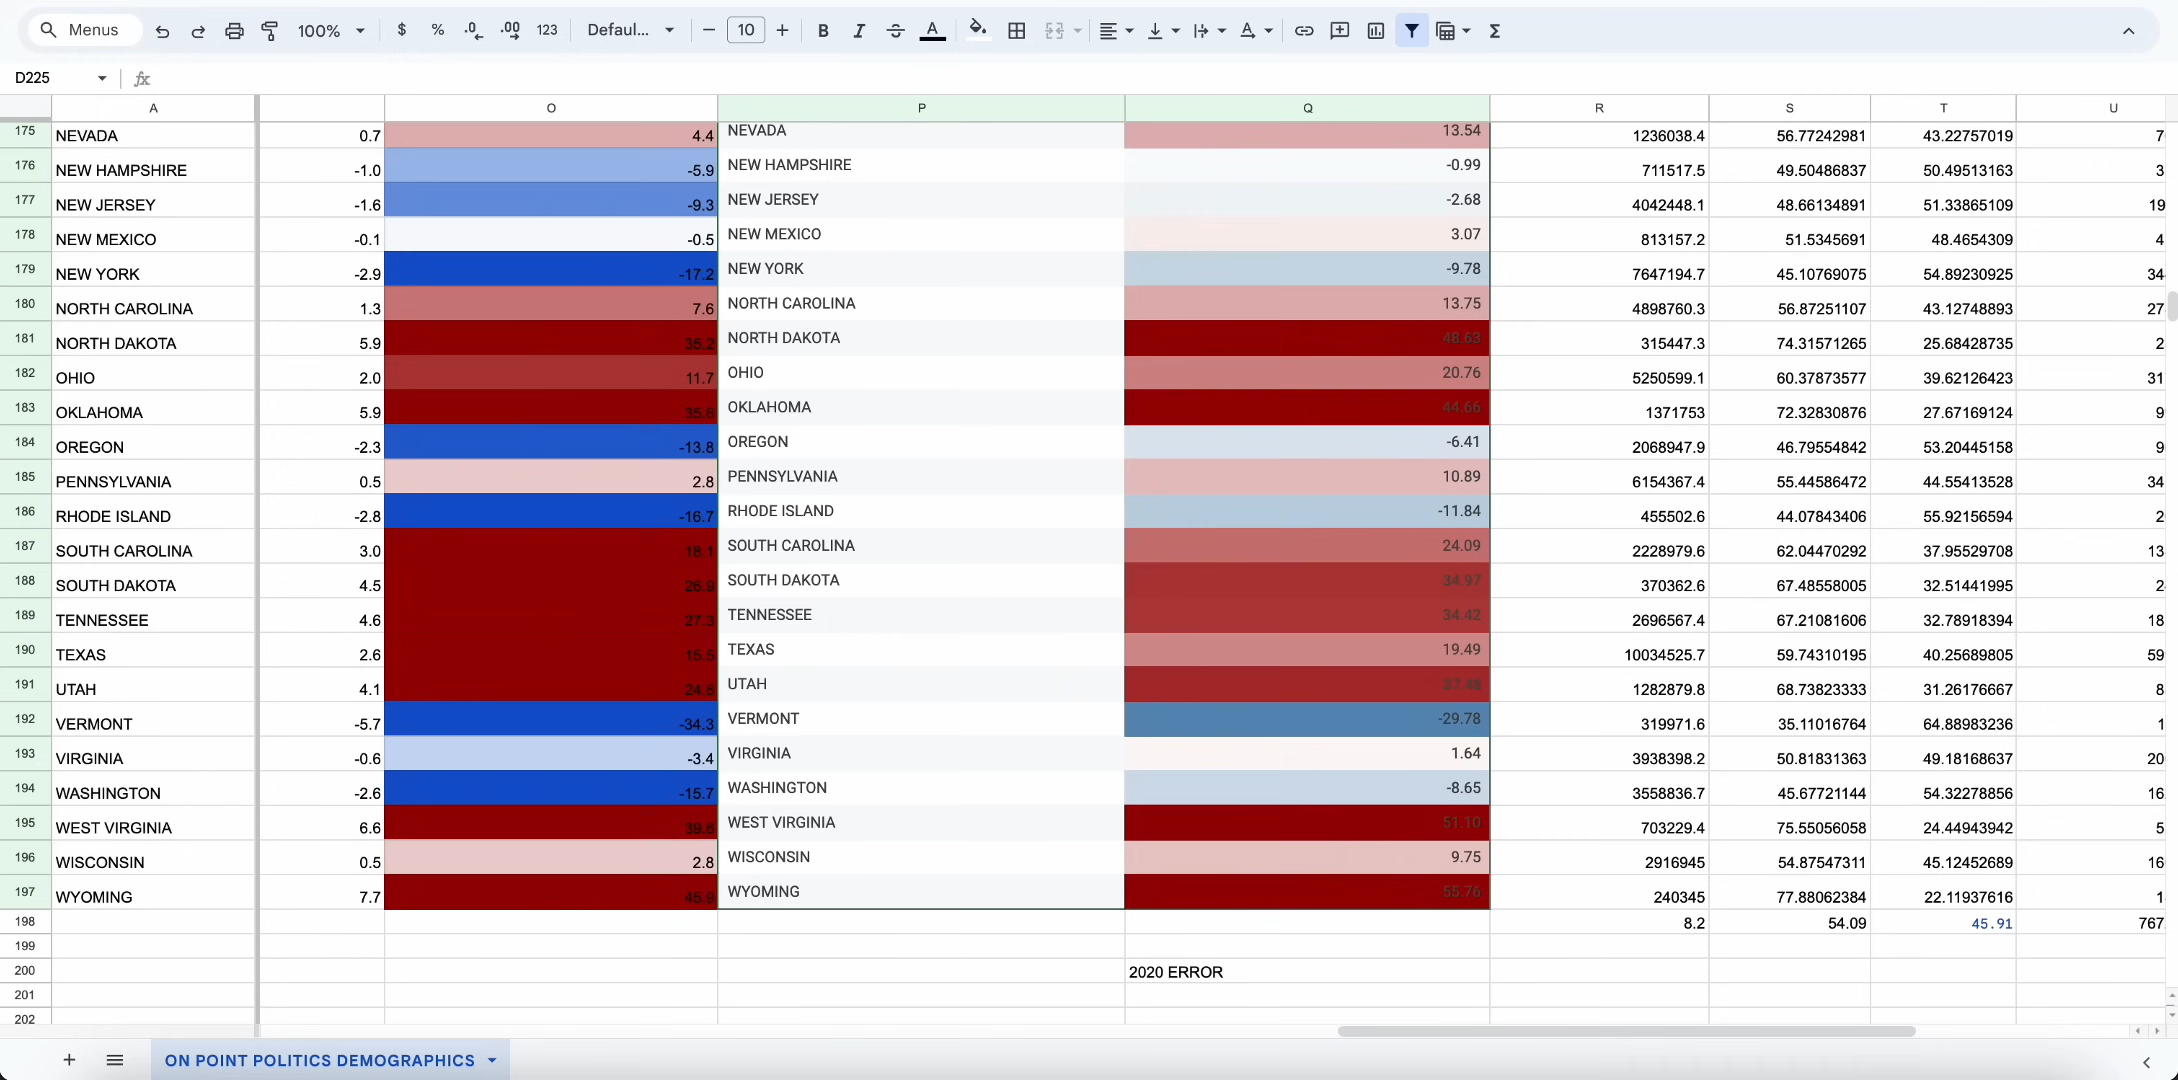 Menus 100% $ % .0 .00 123 Defaul... − 10 + B I S A A Σ
D225 fx
A O P Q R S T U
175 NEVADA 0.7 4.4 NEVADA 13.54 1236038.4 56.77242981 43.22757019 7
176 NEW HAMPSHIRE -1.0 -5.9 NEW HAMPSHIRE -0.99 711517.5 49.50486837 50.49513163 3
177 NEW JERSEY -1.6 -9.3 NEW JERSEY -2.68 4042448.1 48.66134891 51.33865109 19
178 NEW MEXICO -0.1 -0.5 NEW MEXICO 3.07 813157.2 51.5345691 48.4654309 4
179 NEW YORK -2.9 -17.2 NEW YORK -9.78 7647194.7 45.10769075 54.89230925 34
180 NORTH CAROLINA 1.3 7.6 NORTH CAROLINA 13.75 4898760.3 56.87251107 43.12748893 27
181 NORTH DAKOTA 5.9 35.2 NORTH DAKOTA 48.63 315447.3 74.31571265 25.68428735 2
182 OHIO 2.0 11.7 OHIO 20.76 5250599.1 60.37873577 39.62126423 31
183 OKLAHOMA 5.9 OKLAHOMA 44.66 1371753 72.32830876 27.67169124 9
184 OREGON -2.3 -13.8 OREGON -6.41 2068947.9 46.79554842 53.20445158 9
185 PENNSYLVANIA 0.5 2.8 PENNSYLVANIA 10.89 6154367.4 55.44586472 44.55413528 34
186 RHODE ISLAND -2.8 -16.7 RHODE ISLAND -11.84 455502.6 44.07843406 55.92156594 2
187 SOUTH CAROLINA 3.0 18.1 SOUTH CAROLINA 24.09 2228979.6 62.04470292 37.95529708 13
188 SOUTH DAKOTA 4.5 26.9 SOUTH DAKOTA 34.97 370362.6 67.48558005 32.51441995 2
189 TENNESSEE 4.6 27.3 TENNESSEE 34.42 2696567.4 67.21081606 32.78918394 18
190 TEXAS 2.6 15.5 TEXAS 19.49 10034525.7 59.74310195 40.25689805 59
191 UTAH 4.1 UTAH 37.48 1282879.8 68.73823333 31.26176667 8
192 VERMONT -5.7 -34.3 VERMONT -29.78 319971.6 35.11016764 64.88983236 1
193 VIRGINIA -0.6 -3.4 VIRGINIA 1.64 3938398.2 50.81831363 49.18168637 20
194 WASHINGTON -2.6 -15.7 WASHINGTON -8.65 3558836.7 45.67721144 54.32278856 16
195 WEST VIRGINIA 6.6 WEST VIRGINIA 51.10 703229.4 75.55056058 24.44943942 5
196 WISCONSIN 0.5 2.8 WISCONSIN 9.75 2916945 54.87547311 45.12452689 16
197 WYOMING 7.7 45.9 WYOMING 55.76 240345 77.88062384 22.11937616 1
198 8.2 54.09 45.91 767
199
200 2020 ERROR
201
202
+ ON POINT POLITICS DEMOGRAPHICS